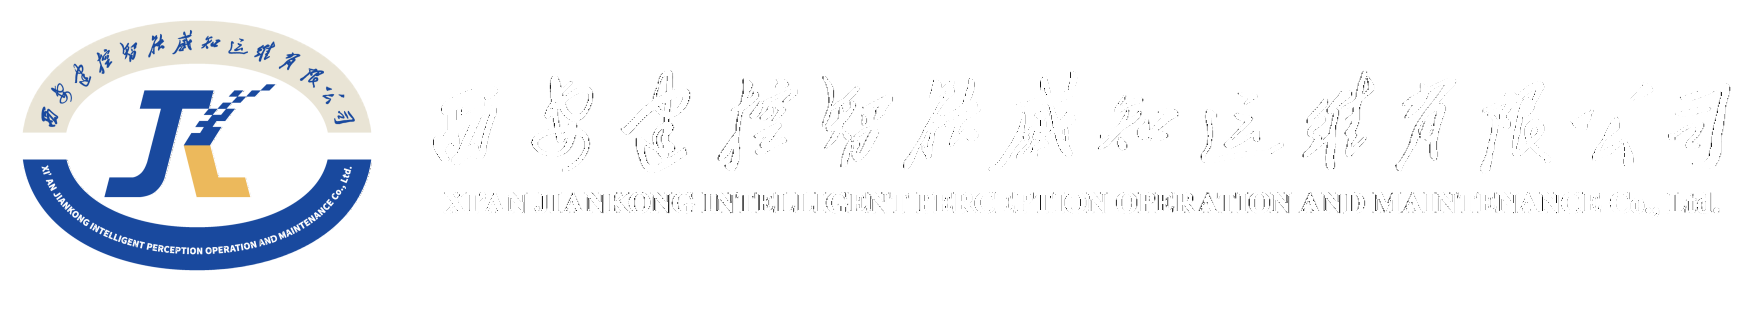 西安建控智能感知运维有限公司
JK
XI' AN JIANKONG INTELLIGENT PERCEPTION OPERATION AND MAINTENANCE Co., Ltd.
西安建控智能感知运维有限公司
XI'AN JIANKONG INTELLIGENT PERCEPTION OPERATION AND MAINTENANCE Co., Ltd.